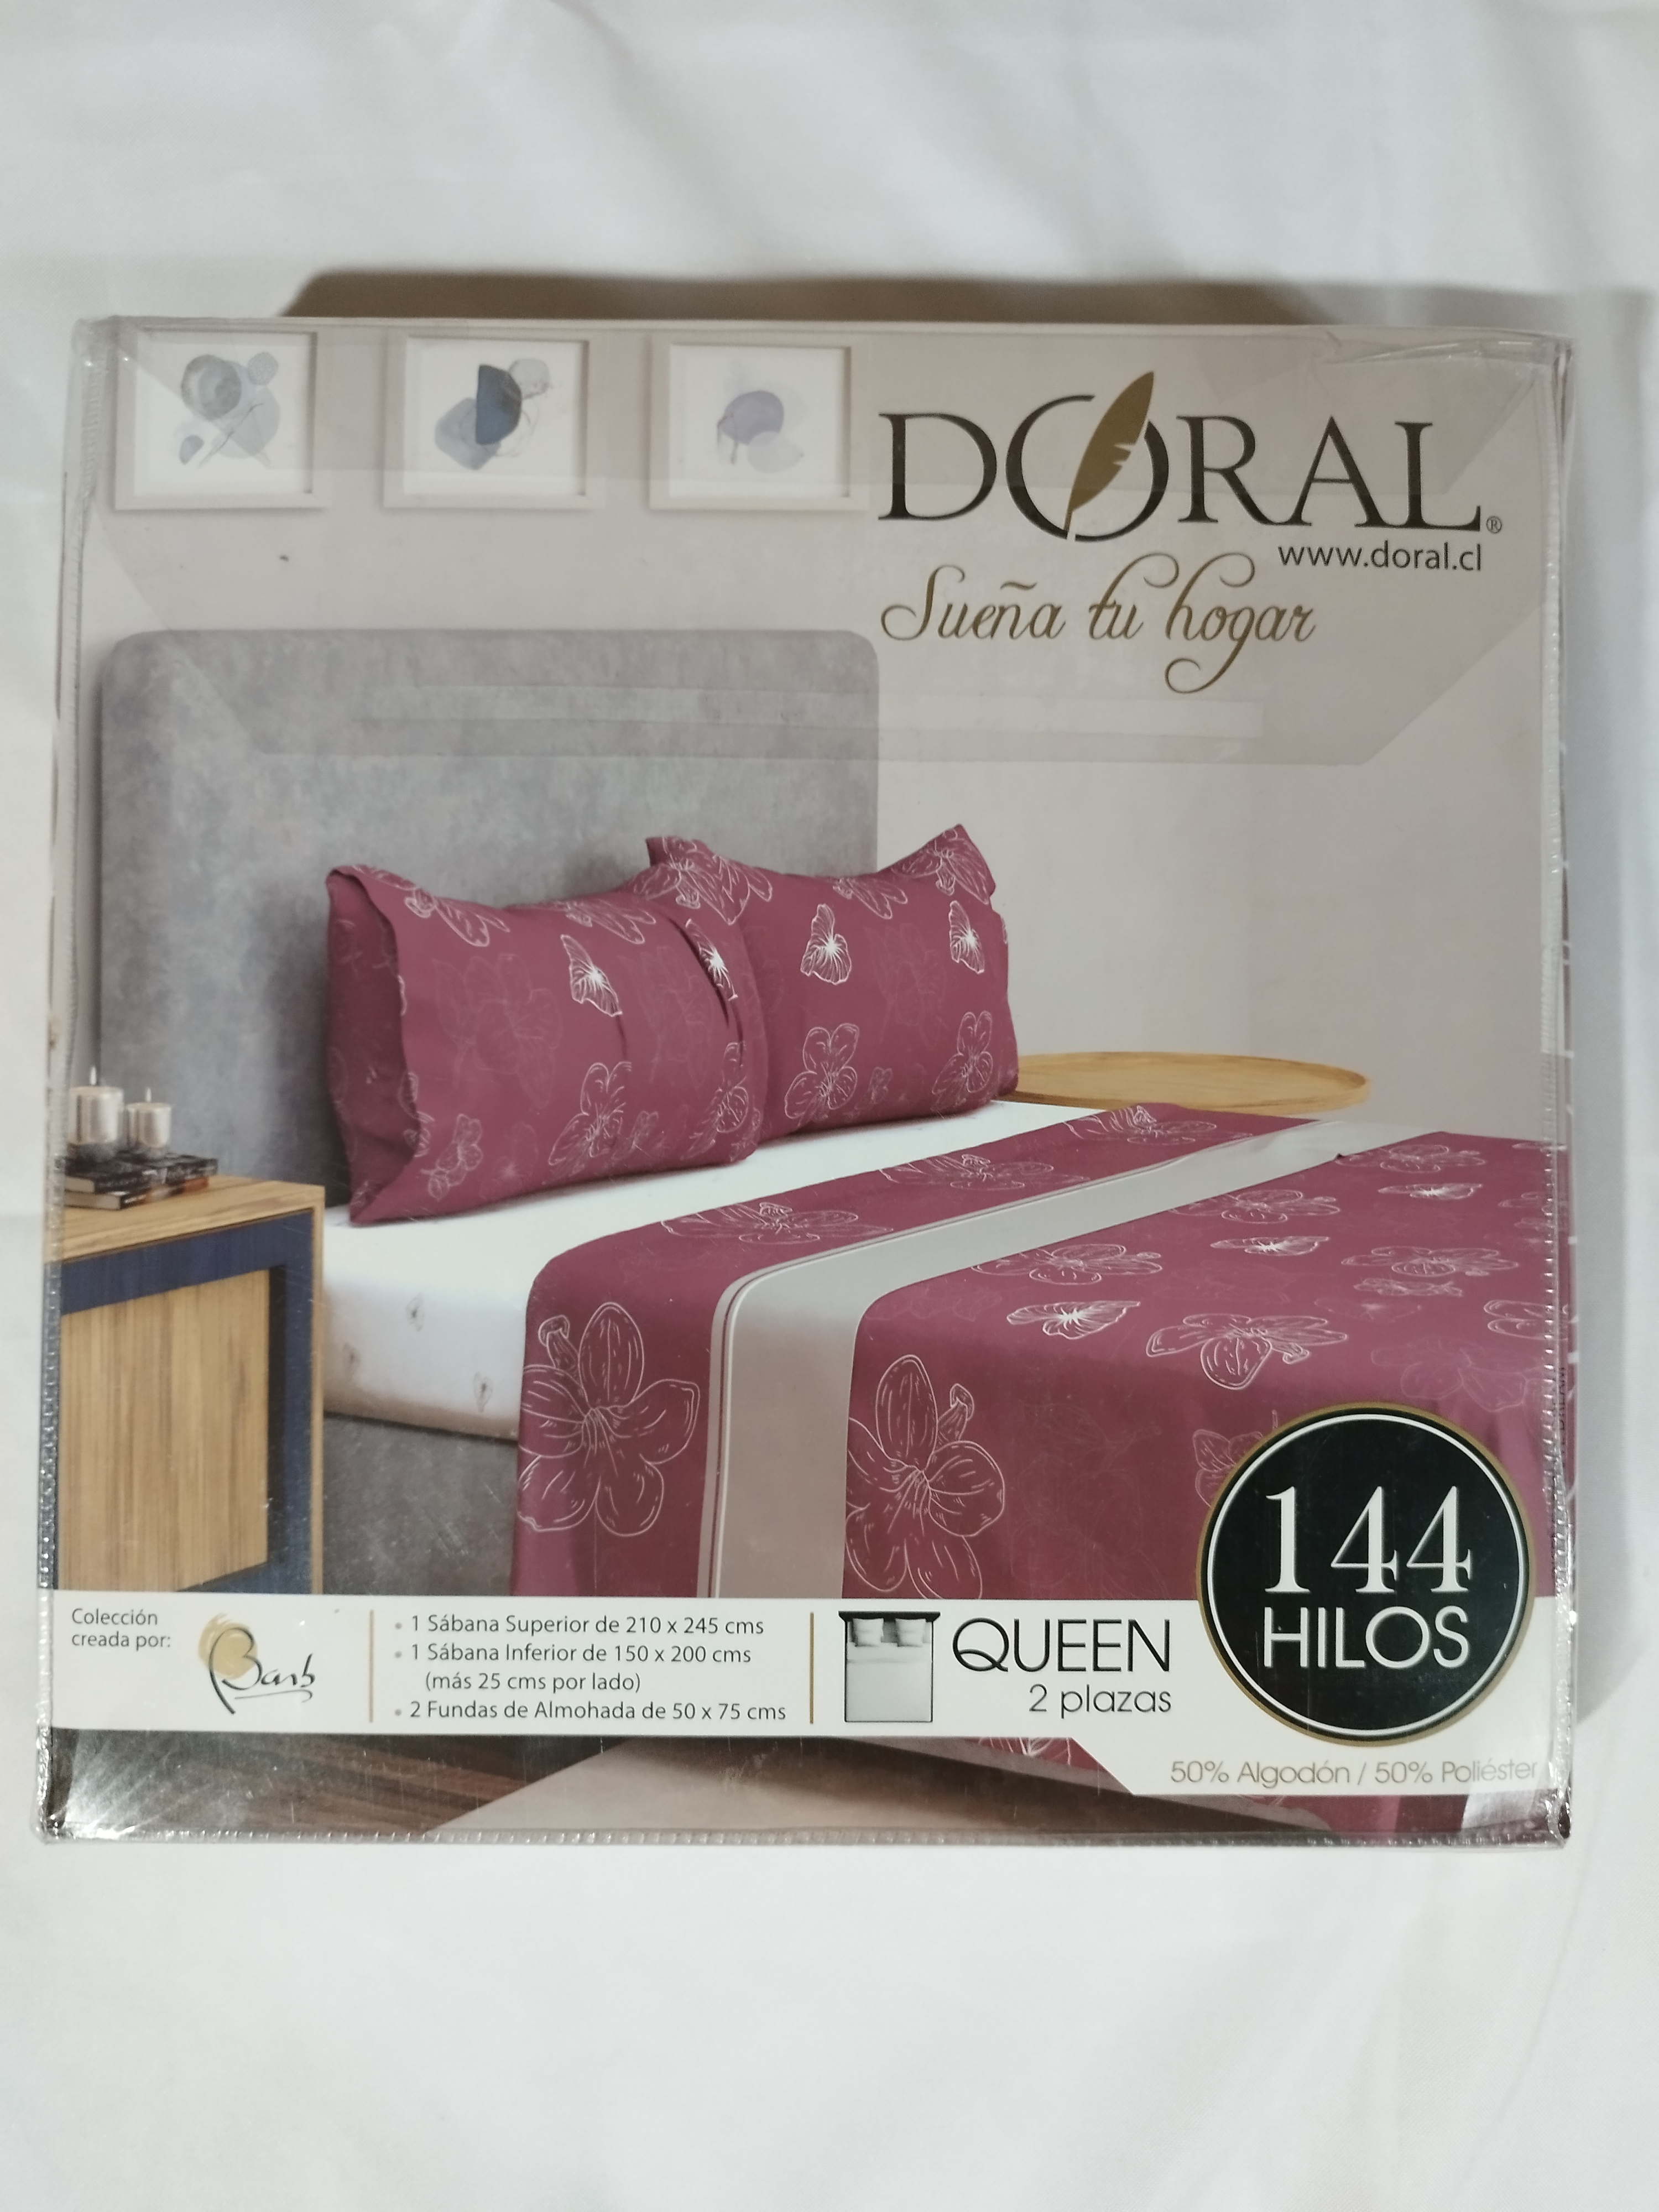 DORAL®
www.doral.cl
Sueña tu hogar
144
HILOS
Colección
creada por:
Barb
• 1 Sábana Superior de 210 x 245 cms
• 1 Sábana Inferior de 150 x 200 cms
(más 25 cms por lado)
• 2 Fundas de Almohada de 50 x 75 cms
QUEEN
2 plazas
50% Algodón / 50% Poliéster